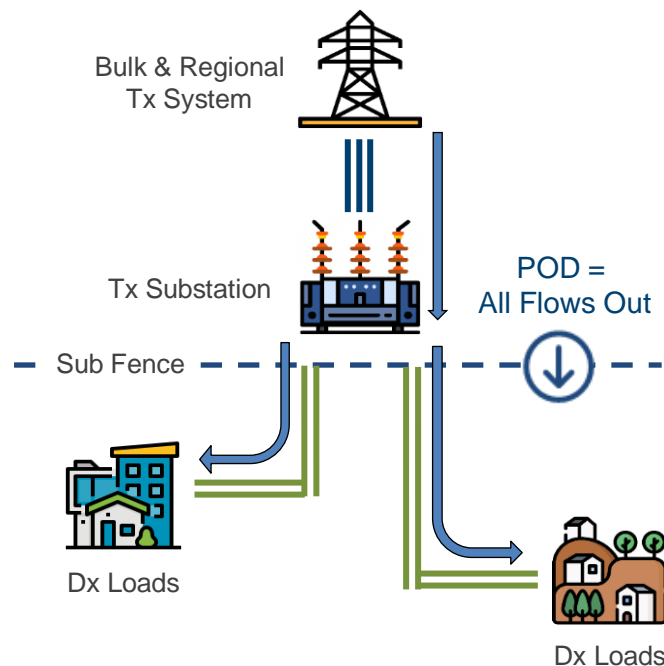 Bulk & Regional
Tx System
Tx Substation
POD =
All Flows Out
Sub Fence
Dx Loads
Dx Loads